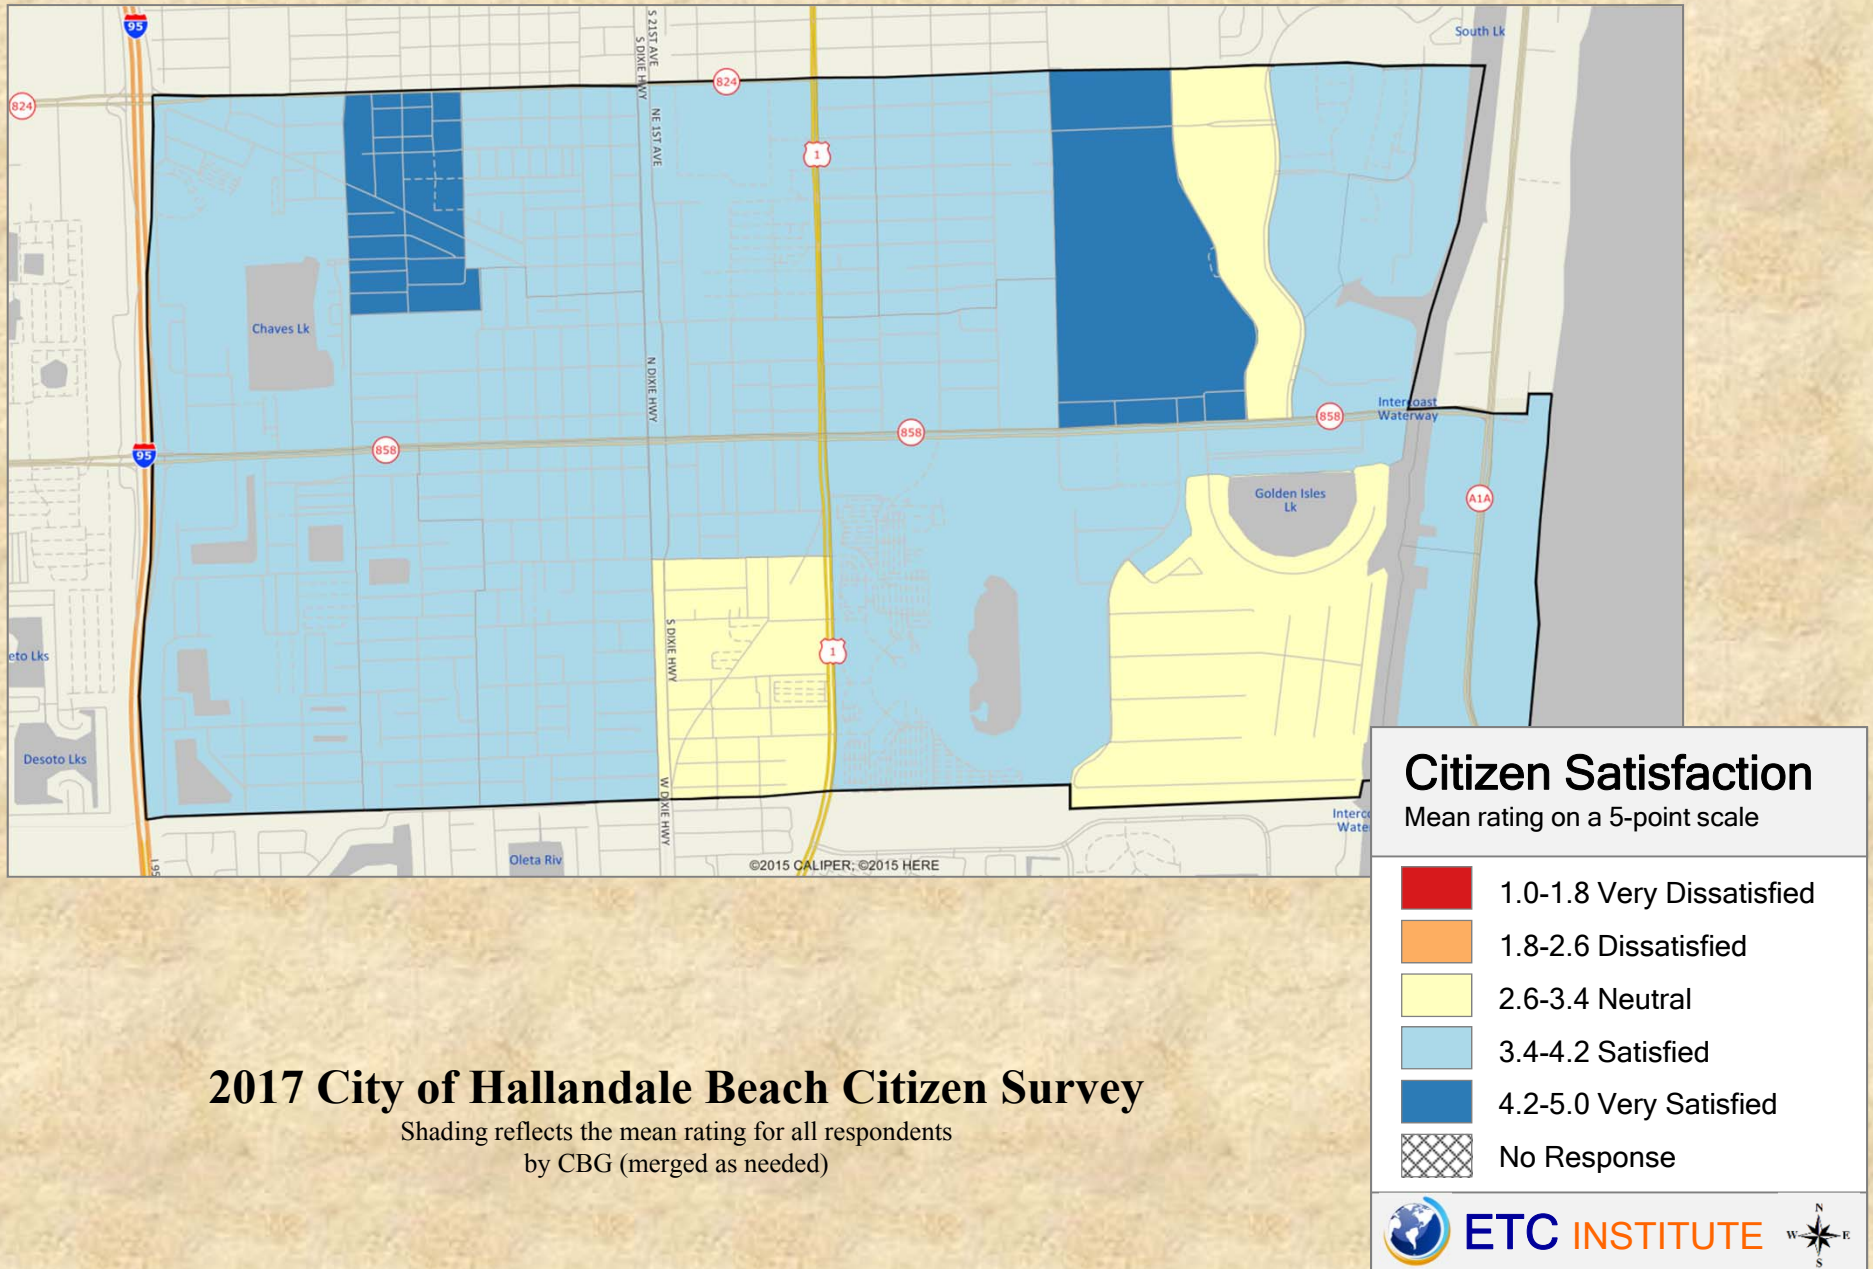 95
S 21ST AVE
S DIXIE HWY
South Lk
824
824
NE 1ST AVE
1
Chaves Lk
N DIXIE HWY
Intercoast
Waterway
858
858
858
95
Golden Isles
Lk
A1A
S DIXIE HWY
1
eto Lks
Desoto Lks
W DIXIE HWY
Interco
Wate
Oleta Riv
I 95
©2015 CALIPER; ©2015 HERE
Citizen Satisfaction
Mean rating on a 5-point scale
1.0-1.8 Very Dissatisfied
1.8-2.6 Dissatisfied
2.6-3.4 Neutral
3.4-4.2 Satisfied
4.2-5.0 Very Satisfied
No Response
2017 City of Hallandale Beach Citizen Survey
Shading reflects the mean rating for all respondents
by CBG (merged as needed)
ETC INSTITUTE
N
W E
S